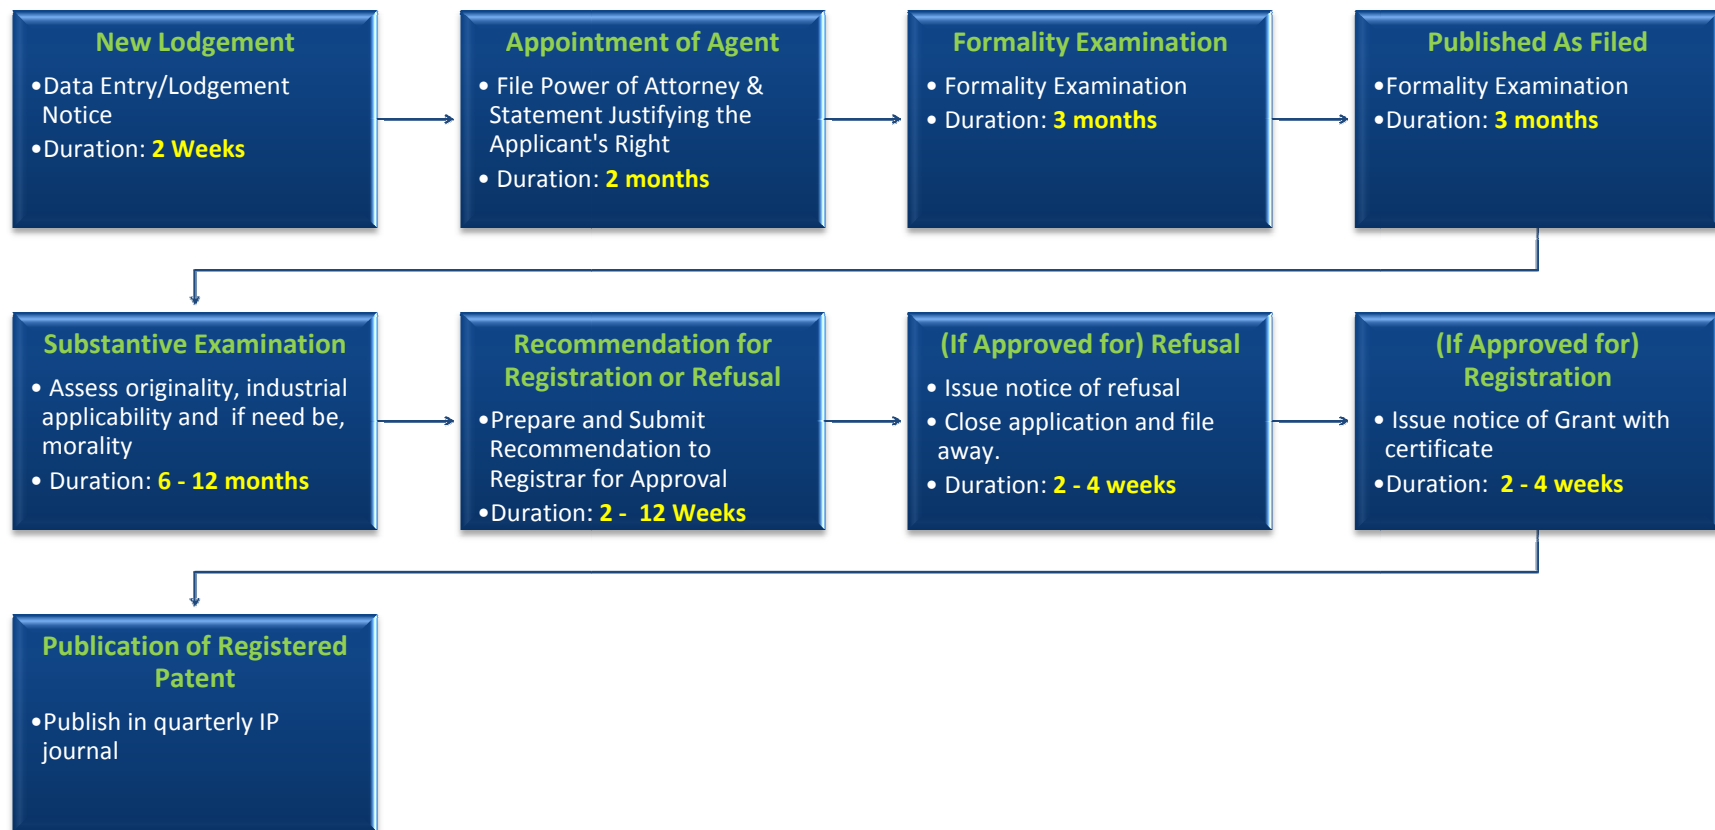 New Lodgement
•Data Entry/Lodgement
Notice
•Duration: 2 Weeks
Appointment of Agent
• File Power of Attorney &
Statement Justifying the
Applicant's Right
• Duration: 2 months
Formality Examination
• Formality Examination
• Duration: 3 months
Published As Filed
•Formality Examination
•Duration: 3 months
Substantive Examination
• Assess originality, industrial
applicability and if need be,
morality
• Duration: 6 - 12 months
Recommendation for
Registration or Refusal
•Prepare and Submit
Recommendation to
Registrar for Approval
•Duration: 2 - 12 Weeks
(If Approved for) Refusal
• Issue notice of refusal
• Close application and file
away.
• Duration: 2 - 4 weeks
(If Approved for)
Registration
• Issue notice of Grant with
certificate
•Duration: 2 - 4 weeks
Publication of Registered
Patent
•Publish in quarterly IP
journal